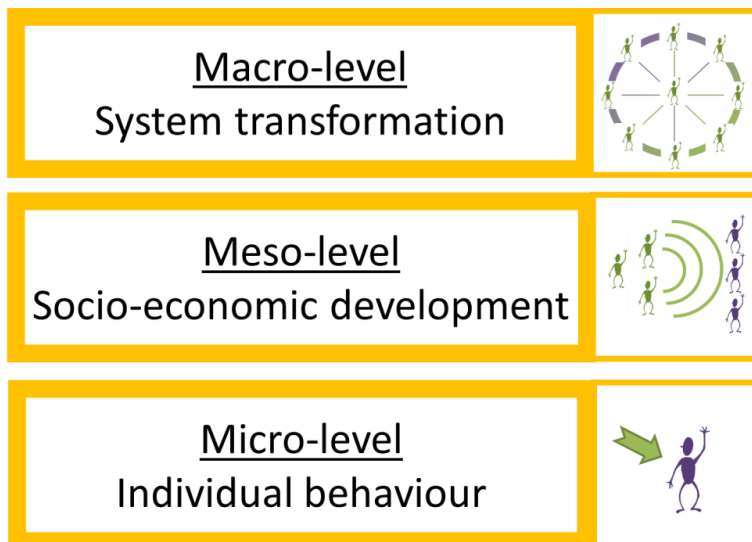 Macro-level
System transformation
Meso-level
Socio-economic development
Micro-level
Individual behaviour